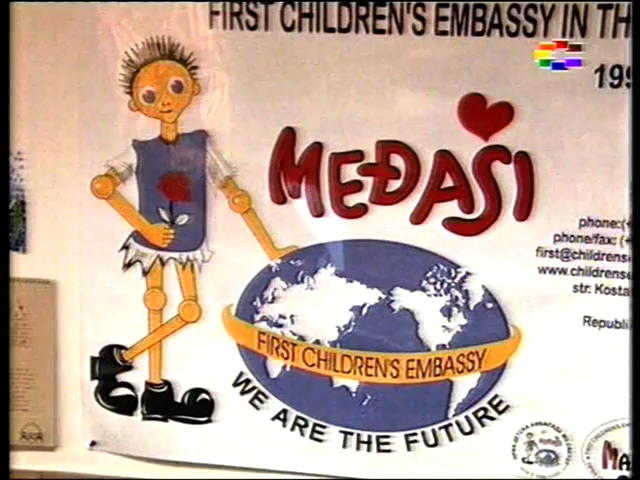 FIRST CHILDREN'S EMBASSY IN TH
199
MEĐAŠI
phone:(+
phone/fax: (+
first@childrens
www.childrens
str: Kosta
Republi
FIRST CHILDREN'S EMBASSY
WE ARE THE FUTURE